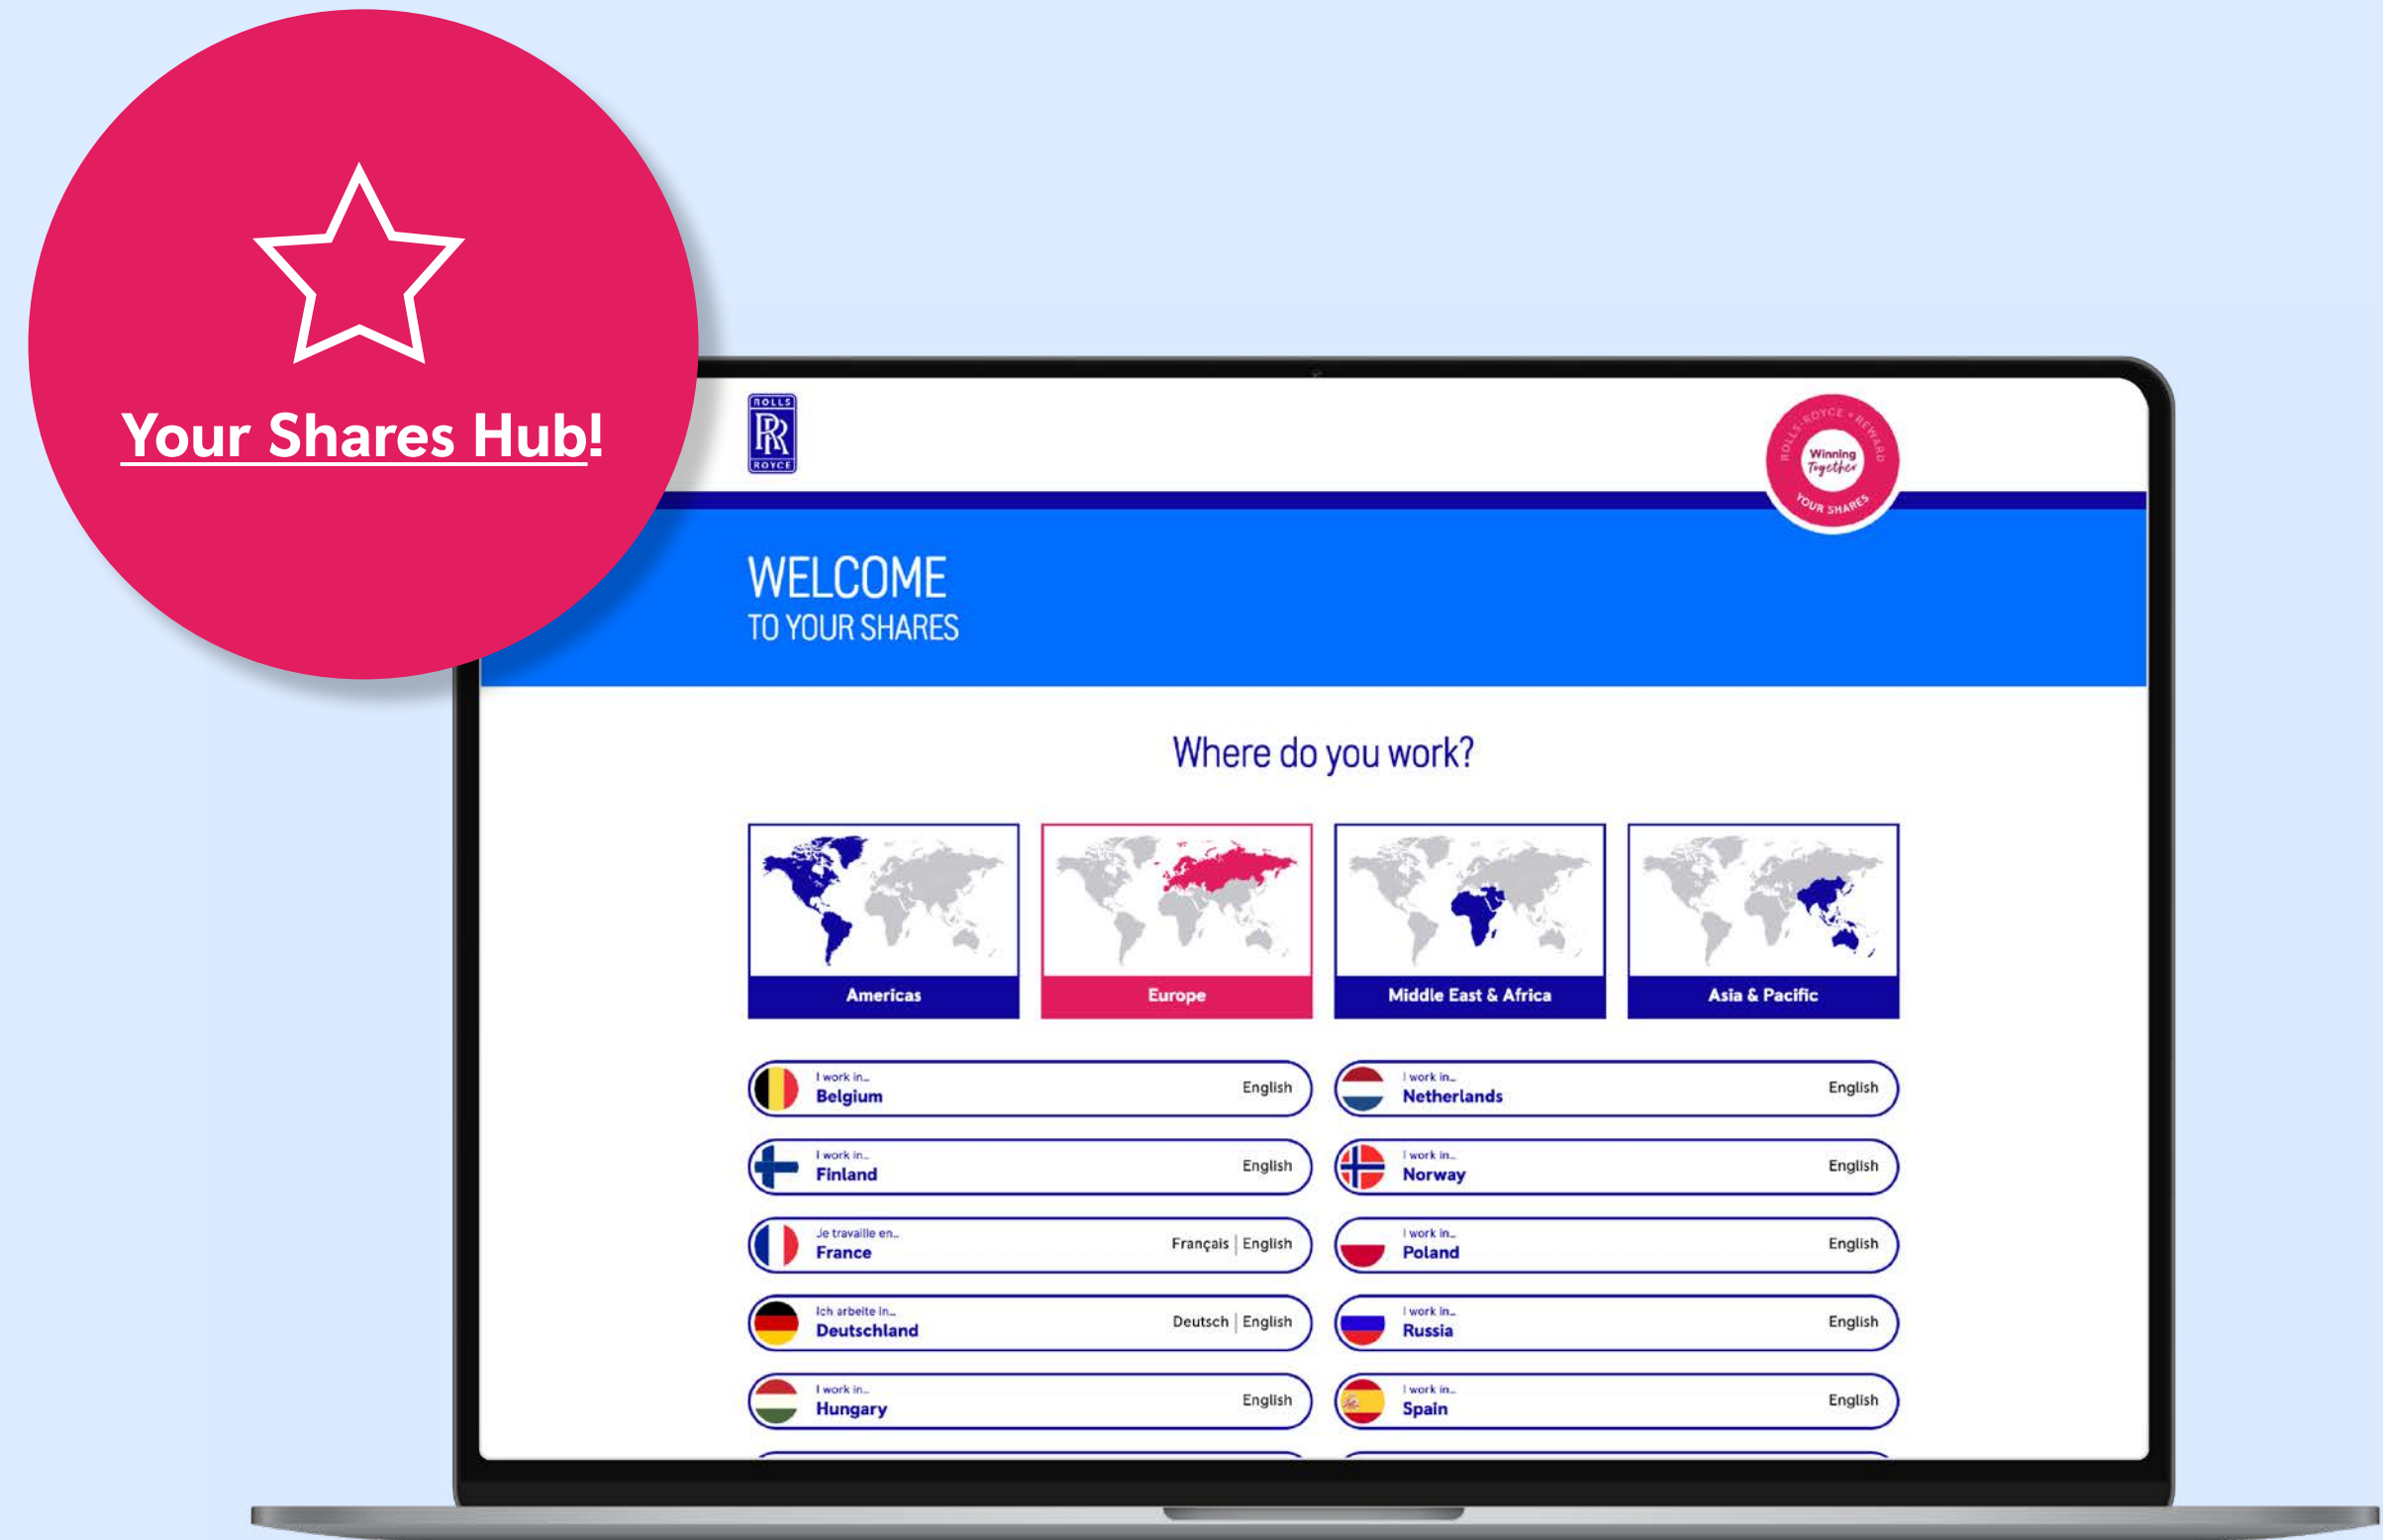 Your Shares Hub!
ROLLS
RR
ROYCE
ROLLS-ROYCE • REWARD
Winning
Together
YOUR SHARES
WELCOME
TO YOUR SHARES
Where do you work?
Americas
Europe
Middle East & Africa
Asia & Pacific
I work in...
Belgium
English
I work in...
Netherlands
English
I work in...
Finland
English
I work in...
Norway
English
Je travaille en...
France
Français | English
I work in...
Poland
English
Ich arbeite in...
Deutschland
Deutsch | English
I work in...
Russia
English
I work in...
Hungary
English
I work in...
Spain
English